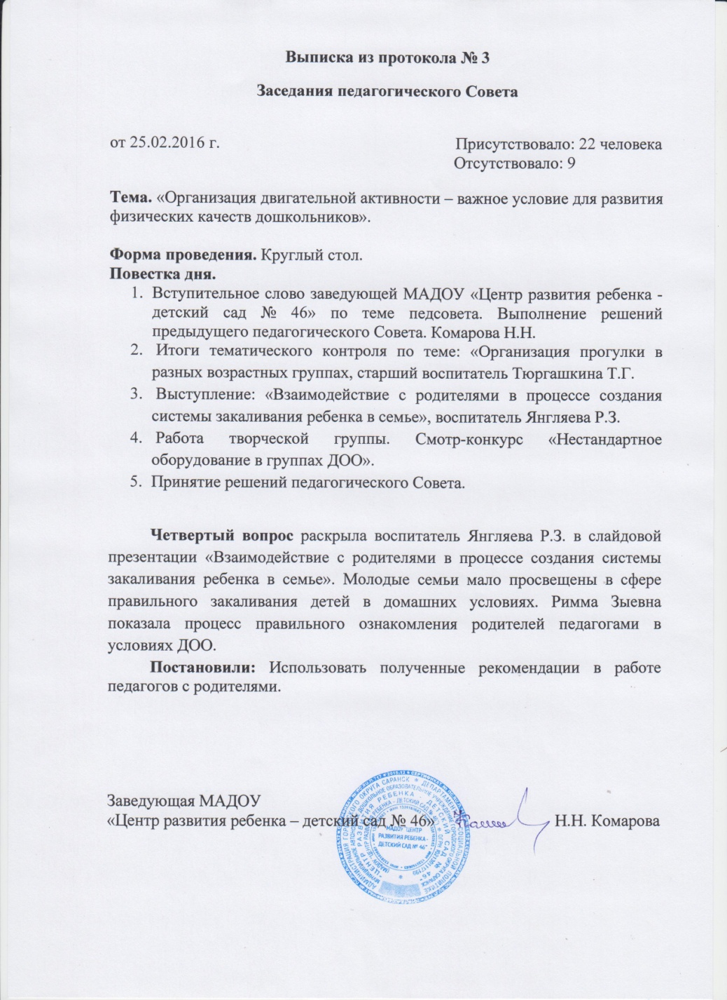 Выписка из протокола № 3
Заседания педагогического Совета
от 25.02.2016 г.
Присутствовало: 22 человека
Отсутствовало: 9
Тема. «Организация двигательной активности – важное условие для развития
физических качеств дошкольников».
Форма проведения. Круглый стол.
Повестка дня.
1. Вступительное слово заведующей МАДОУ «Центр развития ребенка -
детский сад № 46» по теме педсовета. Выполнение решений
предыдущего педагогического Совета. Комарова Н.Н.
2. Итоги тематического контроля по теме: «Организация прогулки в
разных возрастных группах, старший воспитатель Тюргашкина Т.Г.
3. Выступление: «Взаимодействие с родителями в процессе создания
системы закаливания ребенка в семье», воспитатель Янгляева Р.З.
4. Работа творческой группы. Смотр-конкурс «Нестандартное
оборудование в группах ДОО».
5. Принятие решений педагогического Совета.
Четвертый вопрос раскрыла воспитатель Янгляева Р.З. в слайдовой
презентации «Взаимодействие с родителями в процессе создания системы
закаливания ребенка в семье». Молодые семьи мало просвещены в сфере
правильного закаливания детей в домашних условиях. Римма Зыевна
показала процесс правильного ознакомления родителей педагогами в
условиях ДОО.
Постановили: Использовать полученные рекомендации в работе
педагогов с родителями.
Заведующая МАДОУ
«Центр развития ребенка – детский сад № 46»
Н.Н. Комарова
"МАДОУ "ЦЕНТР
РАЗВИТИЯ РЕБЕНКА -
ДЕТСКИЙ САД № 46"